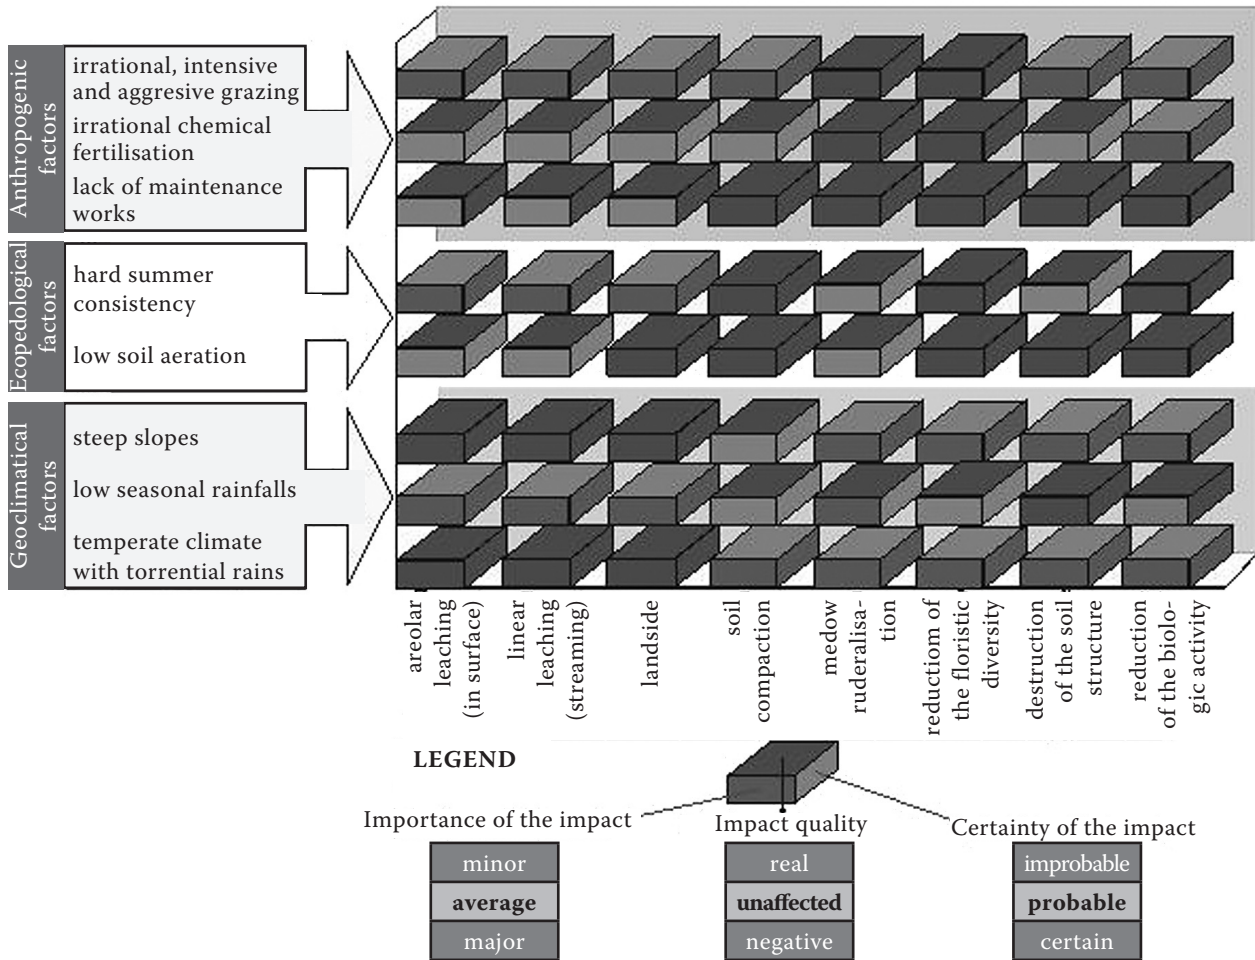 Anthropogenic
factors
irrational, intensive
and aggresive grazing
irrational chemical
fertilisation
lack of maintenance
works
Ecopedological
factors
hard summer
consistency
low soil aeration
Geoclimatical
factors
steep slopes
low seasonal rainfalls
temperate climate
with torrential rains
areolar
leaching
(in surface)
linear
leaching
(streaming)
landside
soil
compaction
medow
ruderalisa-
tion
reductiom of
the floristic
diversity
destruction
of the soil
structure
reduction
of the biolo-
gic activity
LEGEND
Importance of the impact
Impact quality
Certainty of the impact
minor
average
major
real
unaffected
negative
improbable
probable
certain